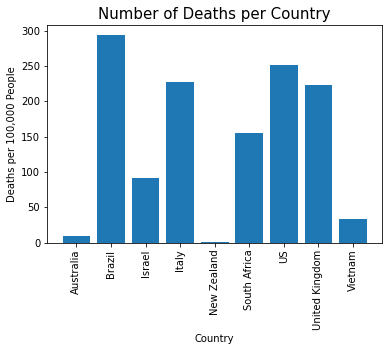 Number of Deaths per Country
Deaths per 100,000 People
300
250
200
150
100
50
0
Australia
Brazil
Israel
Italy
New Zealand
South Africa
US
United Kingdom
Vietnam
Country